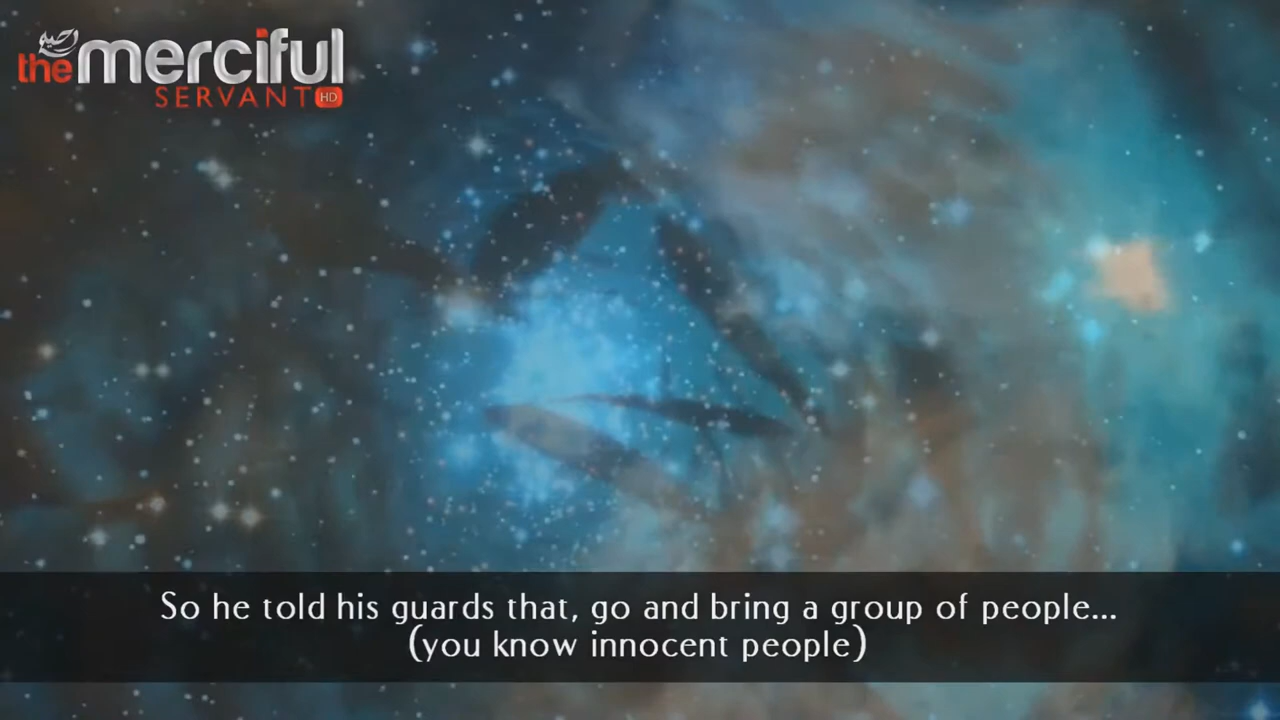 رحيم
the merciful
SERVANT HD
So he told his guards that, go and bring a group of people...
(you know innocent people)